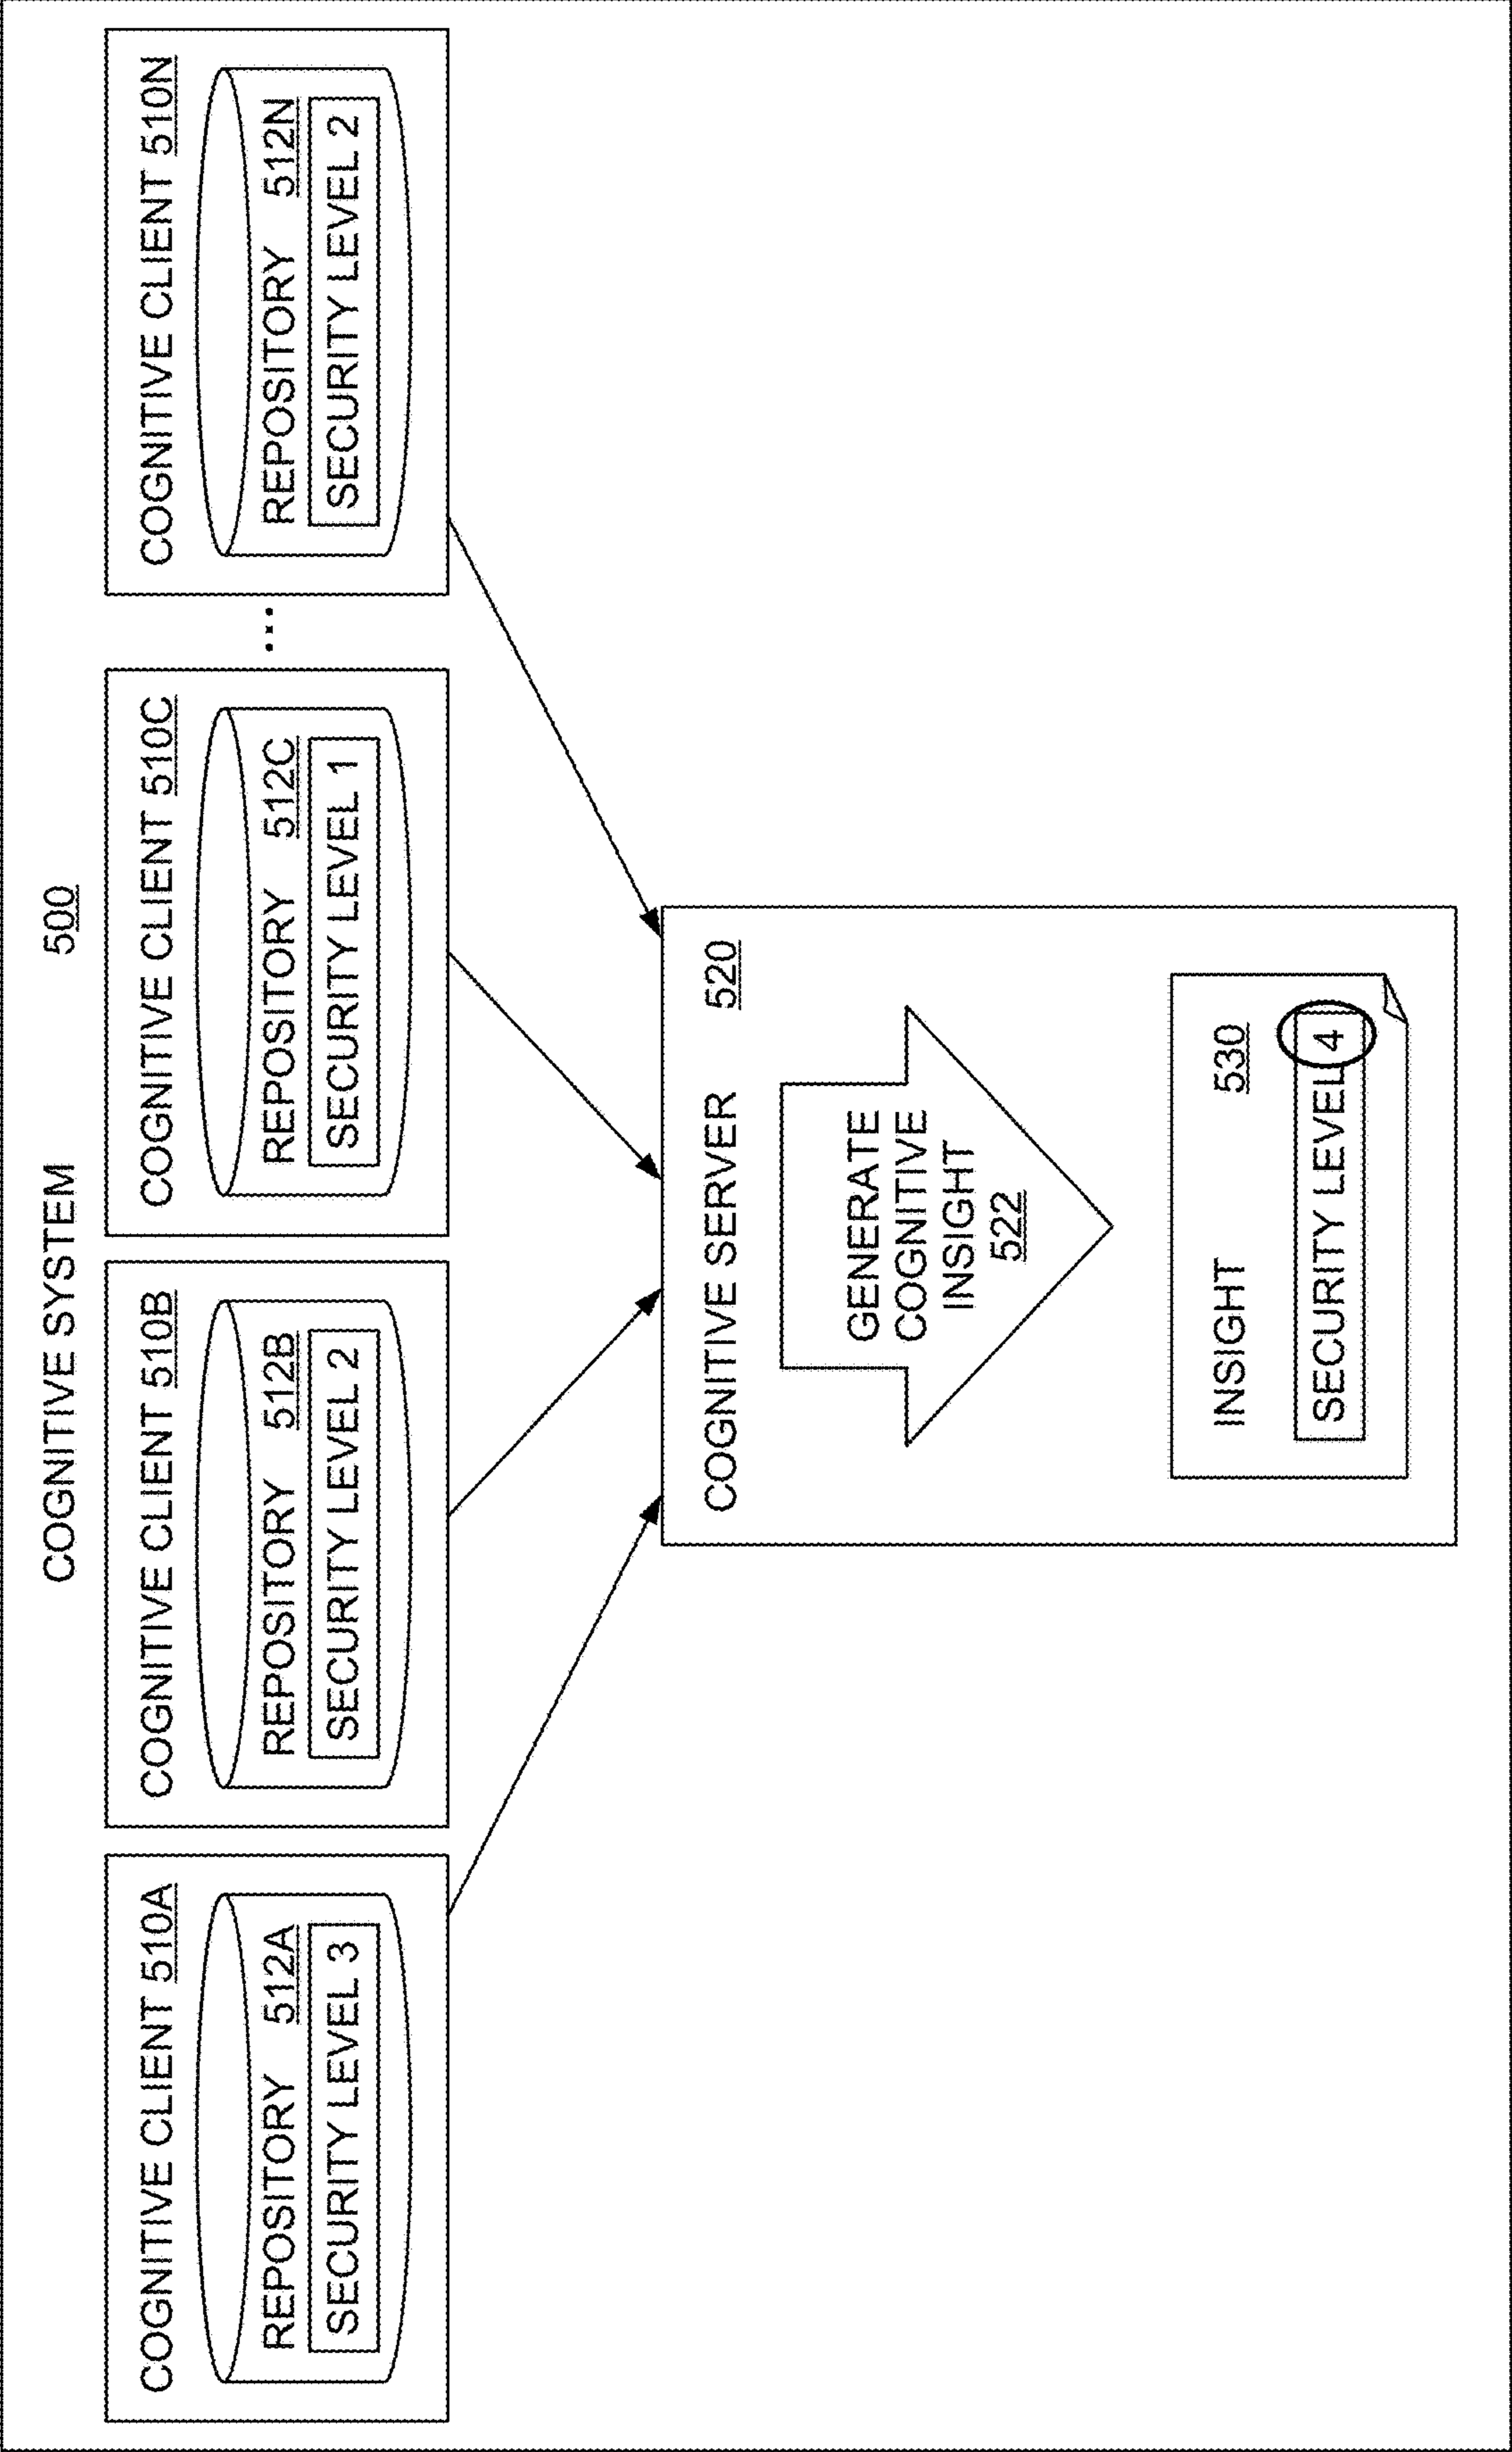 COGNITIVE SYSTEM 500
COGNITIVE CLIENT 510A
REPOSITORY 512A
SECURITY LEVEL 3
COGNITIVE CLIENT 510B
REPOSITORY 512B
SECURITY LEVEL 2
COGNITIVE CLIENT 510C
REPOSITORY 512C
SECURITY LEVEL 1
...
COGNITIVE CLIENT 510N
REPOSITORY 512N
SECURITY LEVEL 2
COGNITIVE SERVER 520
GENERATE
COGNITIVE
INSIGHT
522
INSIGHT 530
SECURITY LEVEL 4